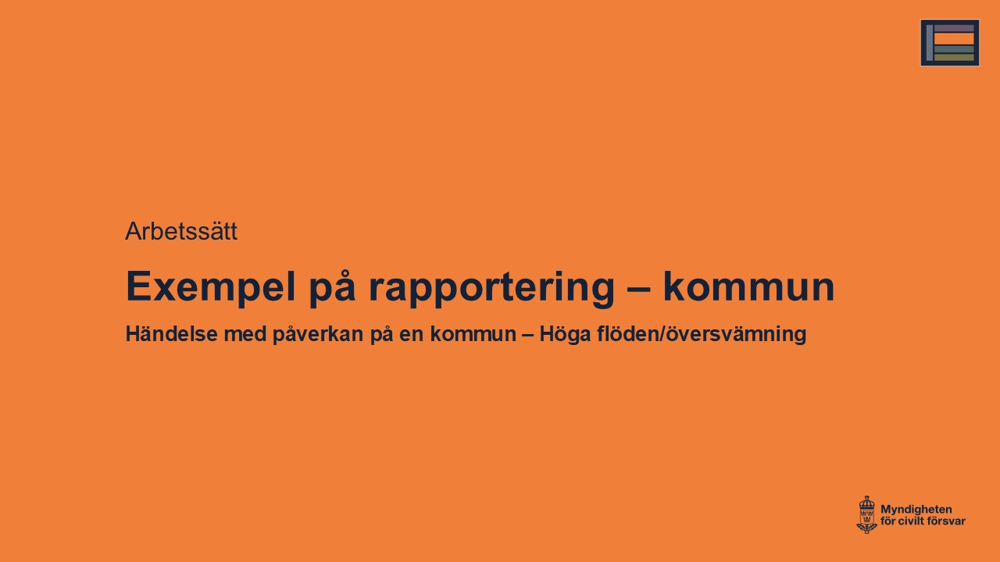 Arbetssätt
Exempel på rapportering – kommun
Händelse med påverkan på en kommun – Höga flöden/översvämning
Myndigheten
för civilt försvar